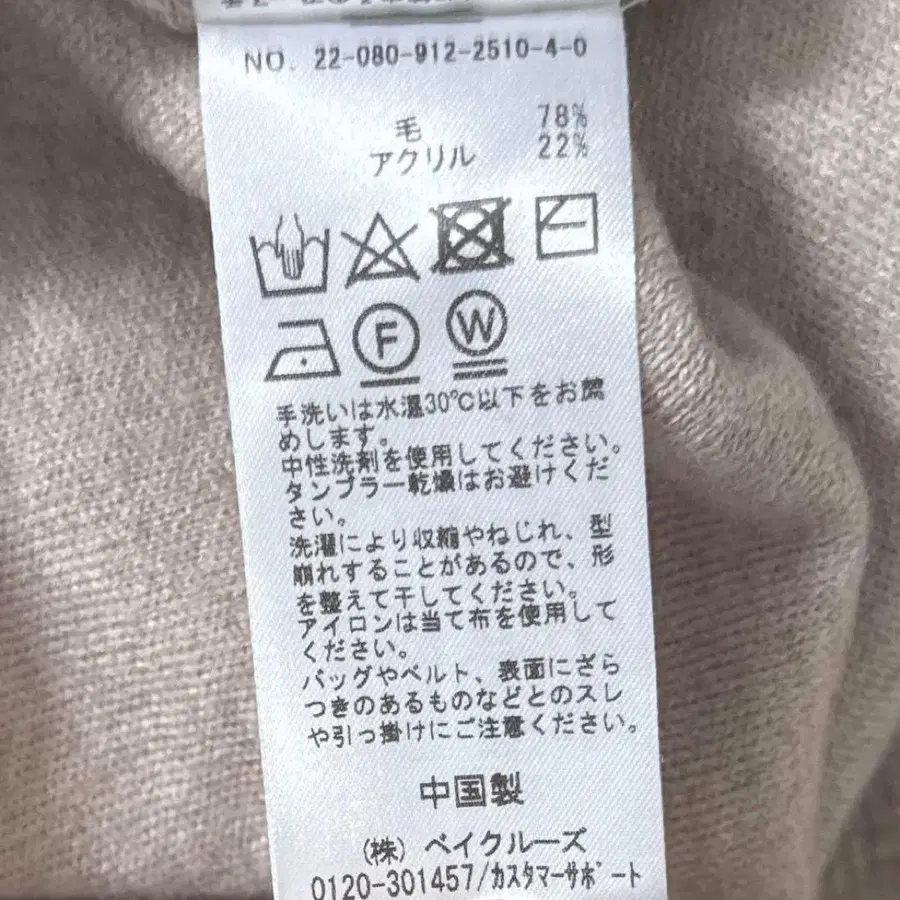 NO. 22-080-912-2510-4-0
毛 78%
アクリル 22%
F W
手洗いは水温30℃以下をお薦
めします。
中性洗剤を使用してください。
タンブラー乾燥はお避けくだ
さい。
洗濯により収縮やねじれ、型
崩れすることがあるので、形
を整えて干してください。
アイロンは当て布を使用して
ください。
バッグやベルト、表面にざら
つきのあるものなどとのスレ
や引っ掛けにご注意ください。
中国製
(株) ベイクルーズ
0120-301457/カスタマーサポート